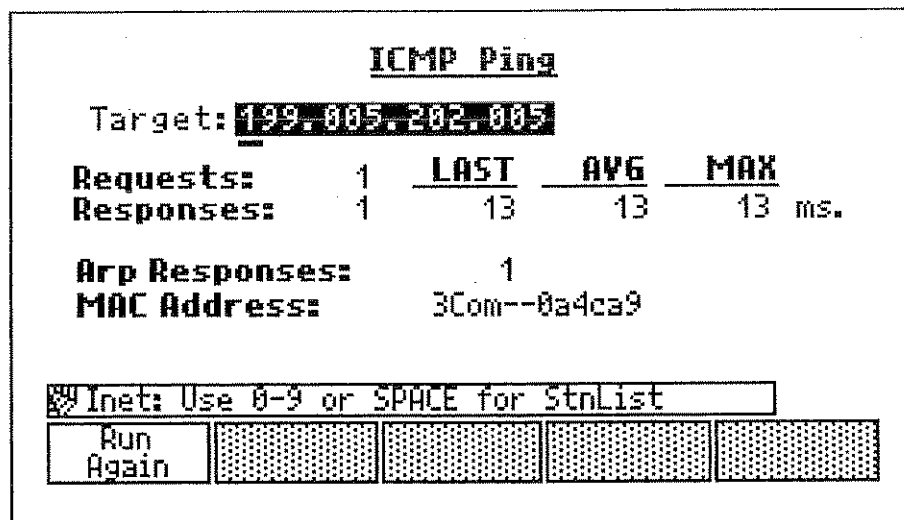 ICMP Ping
Target: 199.005.202.005
Requests: 1 LAST AVG MAX
Responses: 1 13 13 13 ms.
Arp Responses: 1
MAC Address: 3Com--0a4ca9
Inet: Use 0-9 or SPACE for StnList
Run
Again